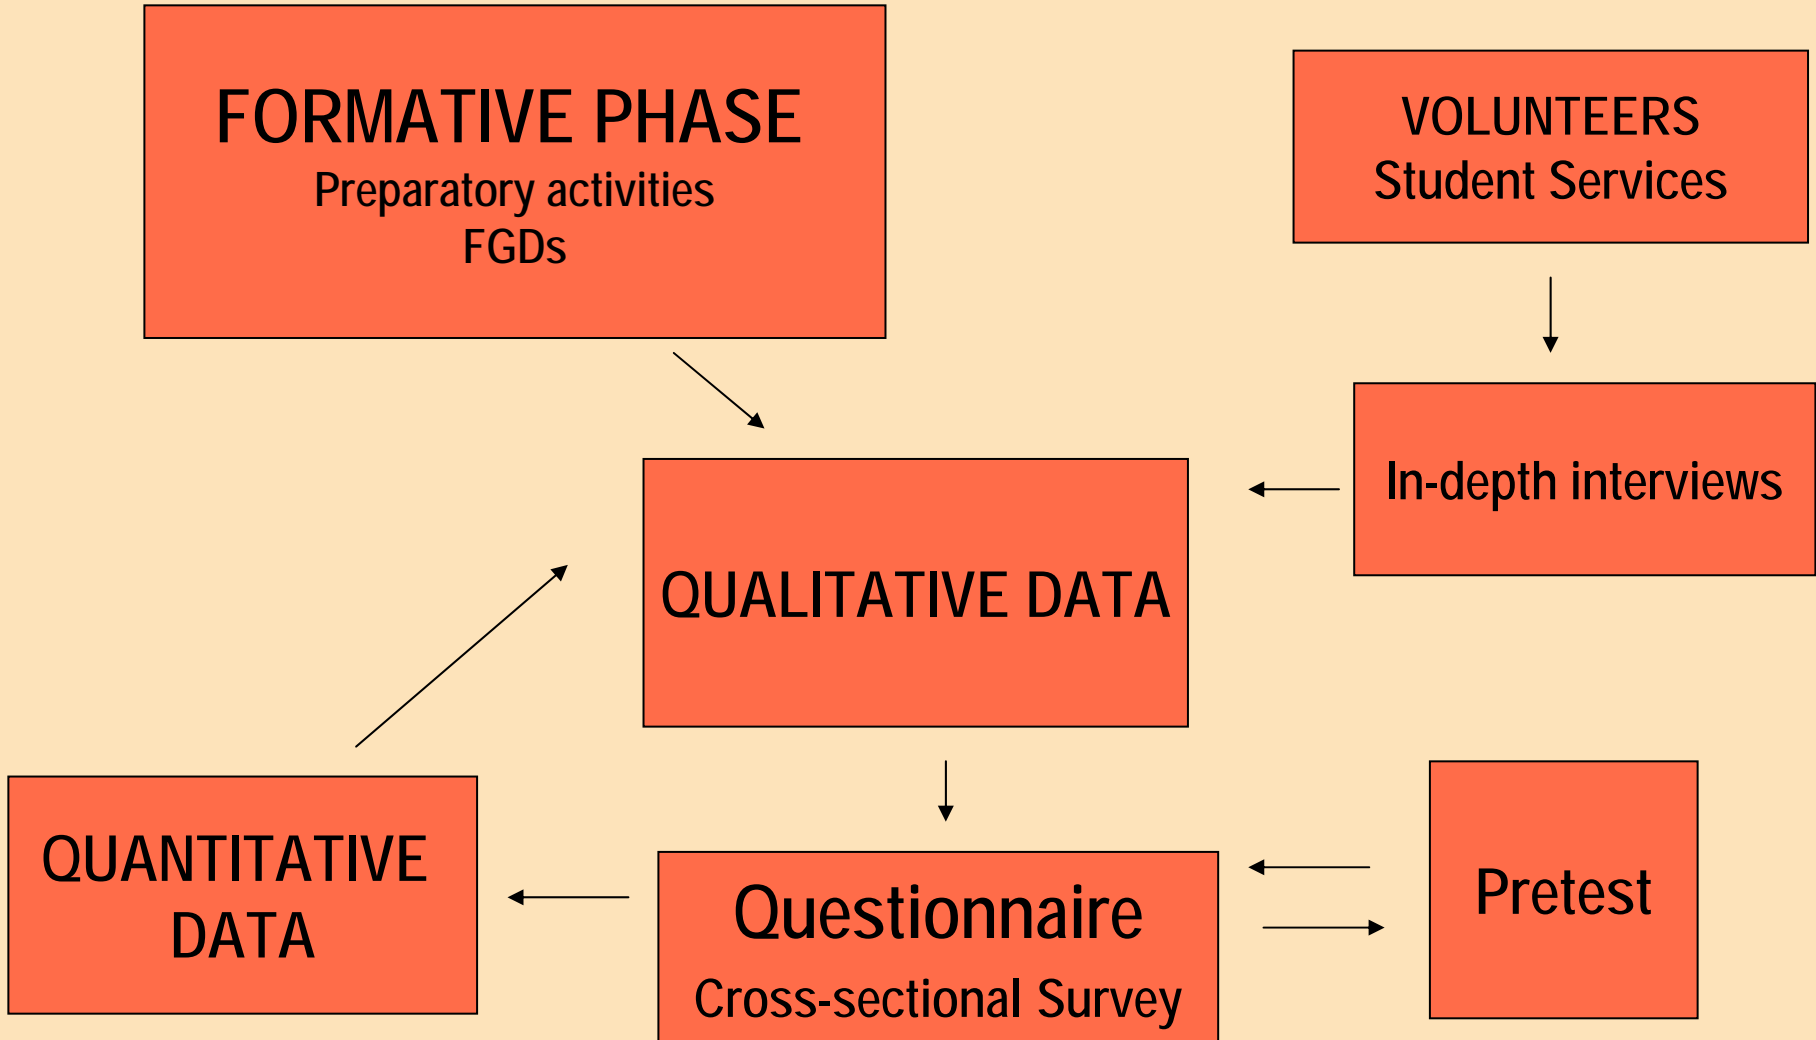 FORMATIVE PHASE
Preparatory activities
FGDs
VOLUNTEERS
Student Services
In-depth interviews
QUALITATIVE DATA
QUANTITATIVE
DATA
Questionnaire
Cross-sectional Survey
Pretest